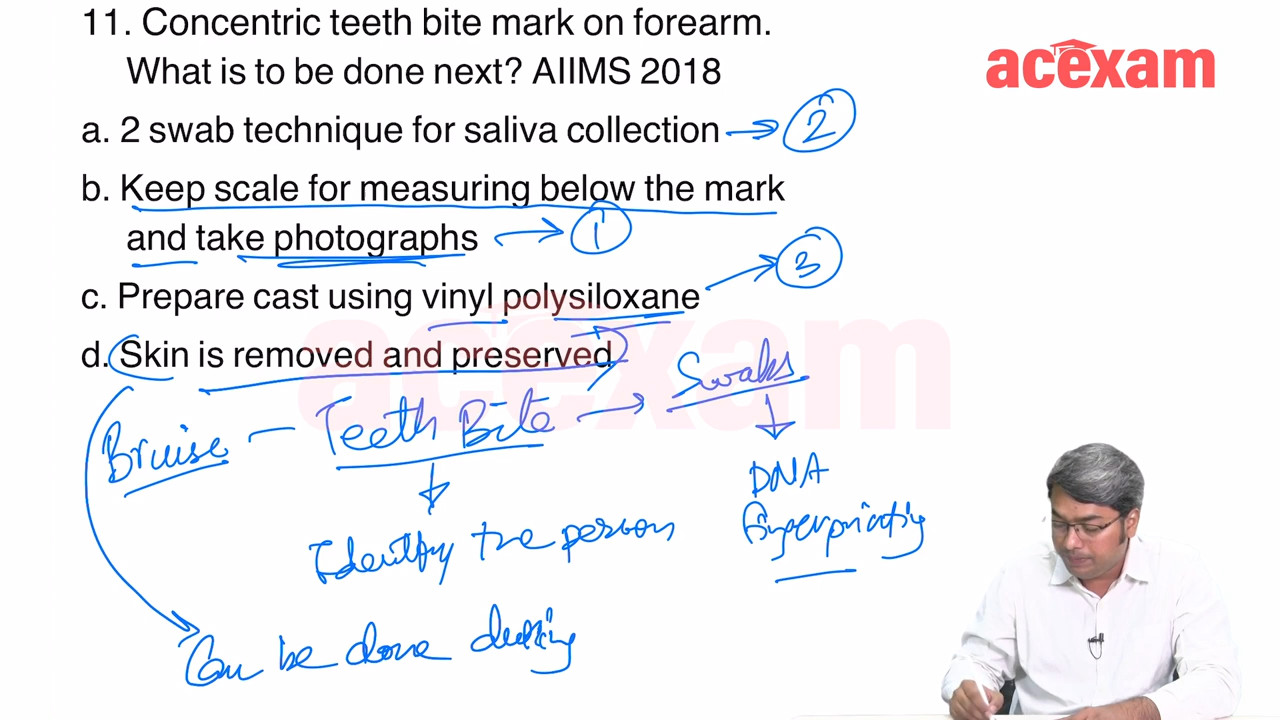 11. Concentric teeth bite mark on forearm.
What is to be done next? AIIMS 2018
acexam
a. 2 swab technique for saliva collection → 2
b. Keep scale for measuring below the mark
and take photographs → 1
c. Prepare cast using vinyl polysiloxane → 3
d. Skin is removed and preserved
acexam
Bruise — Teeth Bite → Swabs
DNA
Identify the person
fingerprinting
Can be done during